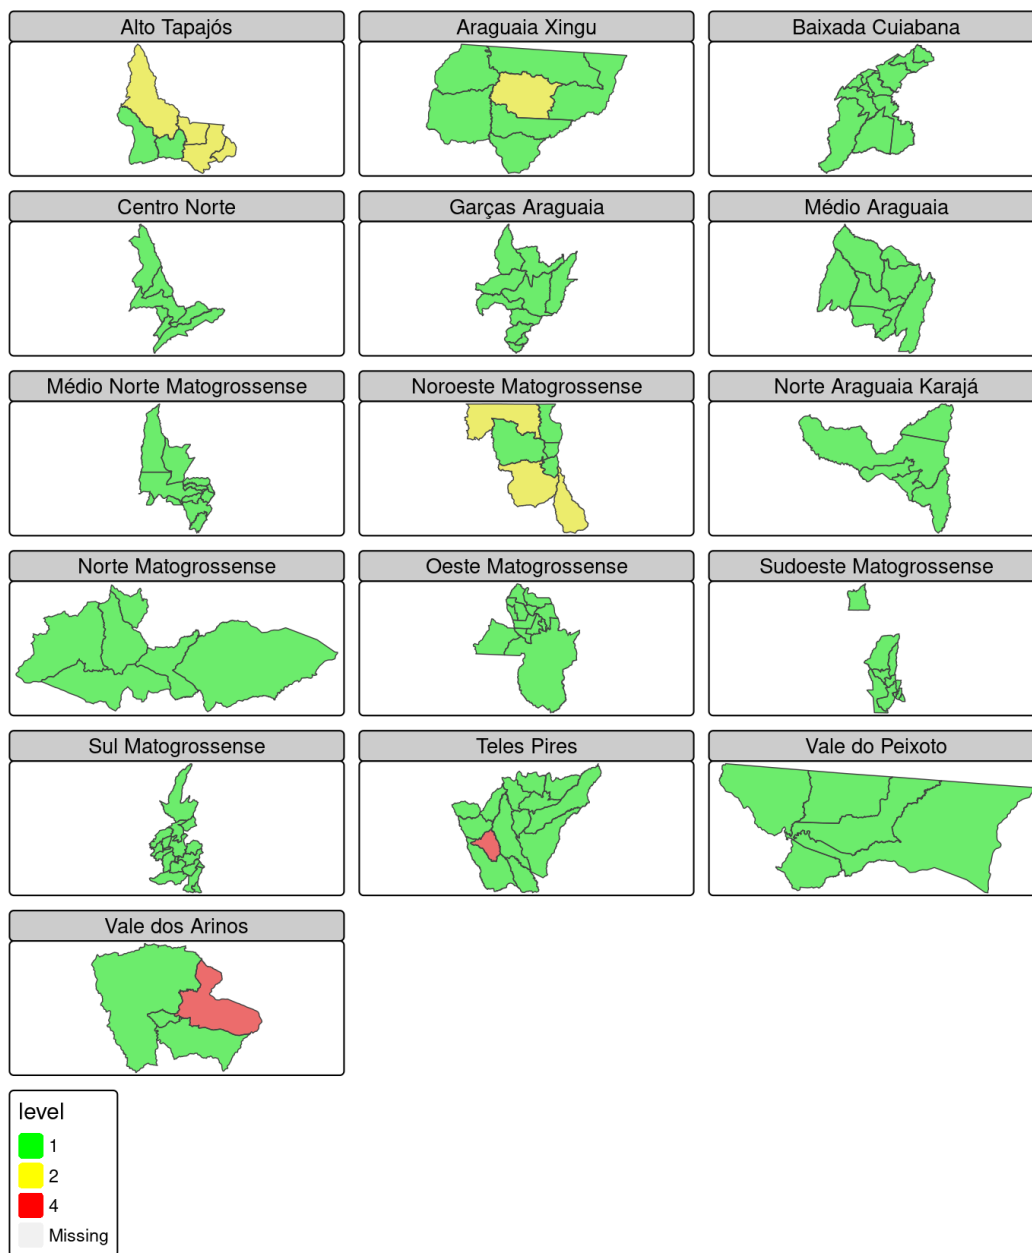 Alto Tapajós
Araguaia Xingu
Baixada Cuiabana
Centro Norte
Garças Araguaia
Médio Araguaia
Médio Norte Matogrossense
Noroeste Matogrossense
Norte Araguaia Karajá
Norte Matogrossense
Oeste Matogrossense
Sudoeste Matogrossense
Sul Matogrossense
Teles Pires
Vale do Peixoto
Vale dos Arinos
level
1
2
4
Missing